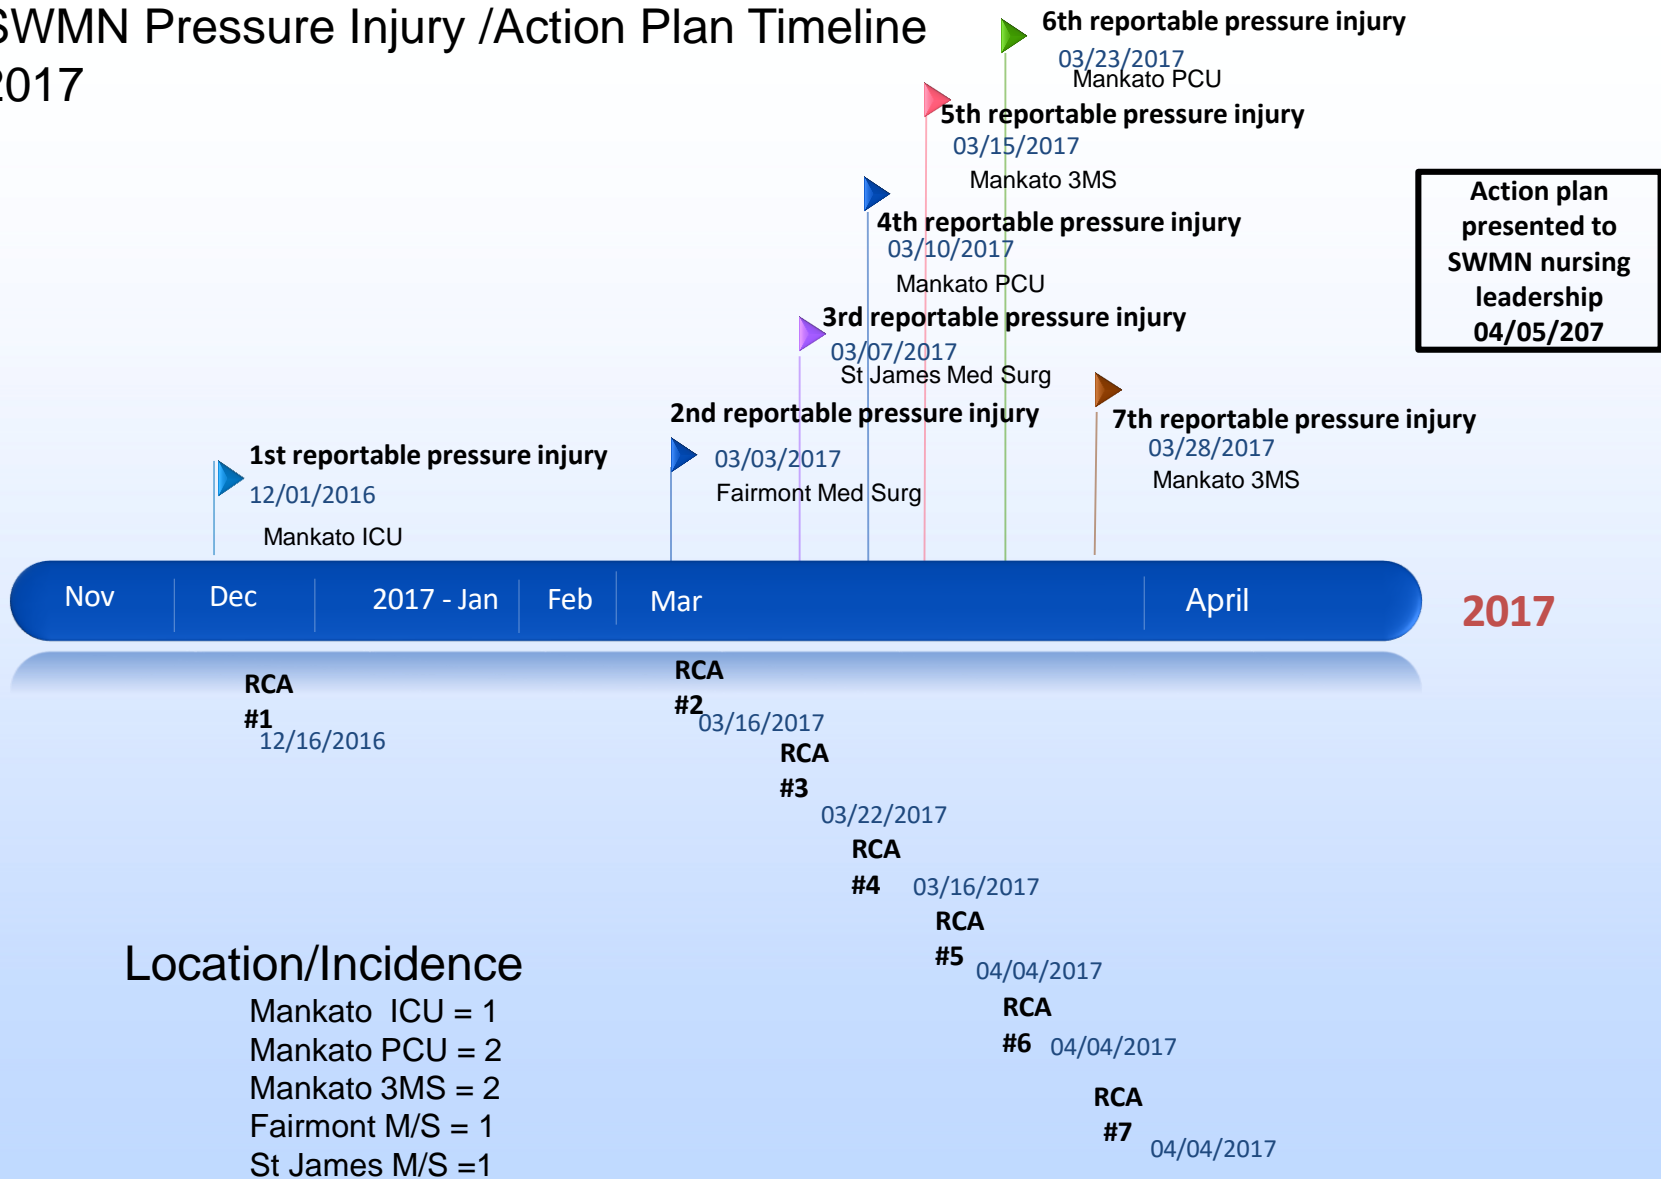 SWMN Pressure Injury /Action Plan Timeline
2017
6th reportable pressure injury
03/23/2017
Mankato PCU
5th reportable pressure injury
03/15/2017
Mankato 3MS
4th reportable pressure injury
03/10/2017
Mankato PCU
3rd reportable pressure injury
03/07/2017
St James Med Surg
2nd reportable pressure injury
03/03/2017
Fairmont Med Surg
1st reportable pressure injury
12/01/2016
Mankato ICU
7th reportable pressure injury
03/28/2017
Mankato 3MS
Action plan
presented to
SWMN nursing
leadership
04/05/207
Nov
Dec
2017 - Jan
Feb
Mar
April
2017
RCA
#1
12/16/2016
RCA
#2
03/16/2017
RCA
#3
03/22/2017
RCA
#4
03/16/2017
RCA
#5
04/04/2017
RCA
#6
04/04/2017
RCA
#7
04/04/2017
Location/Incidence
Mankato  ICU = 1
Mankato PCU = 2
Mankato 3MS = 2
Fairmont M/S = 1
St James M/S =1